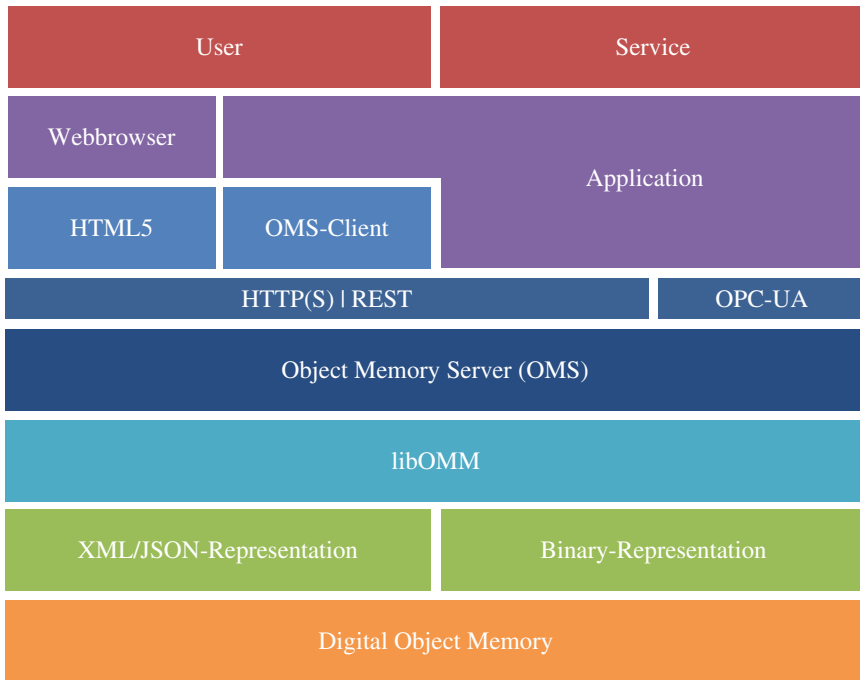 User
Service
Webbrowser
Application
HTML5
OMS-Client
HTTP(S) | REST
OPC-UA
Object Memory Server (OMS)
libOMM
XML/JSON-Representation
Binary-Representation
Digital Object Memory